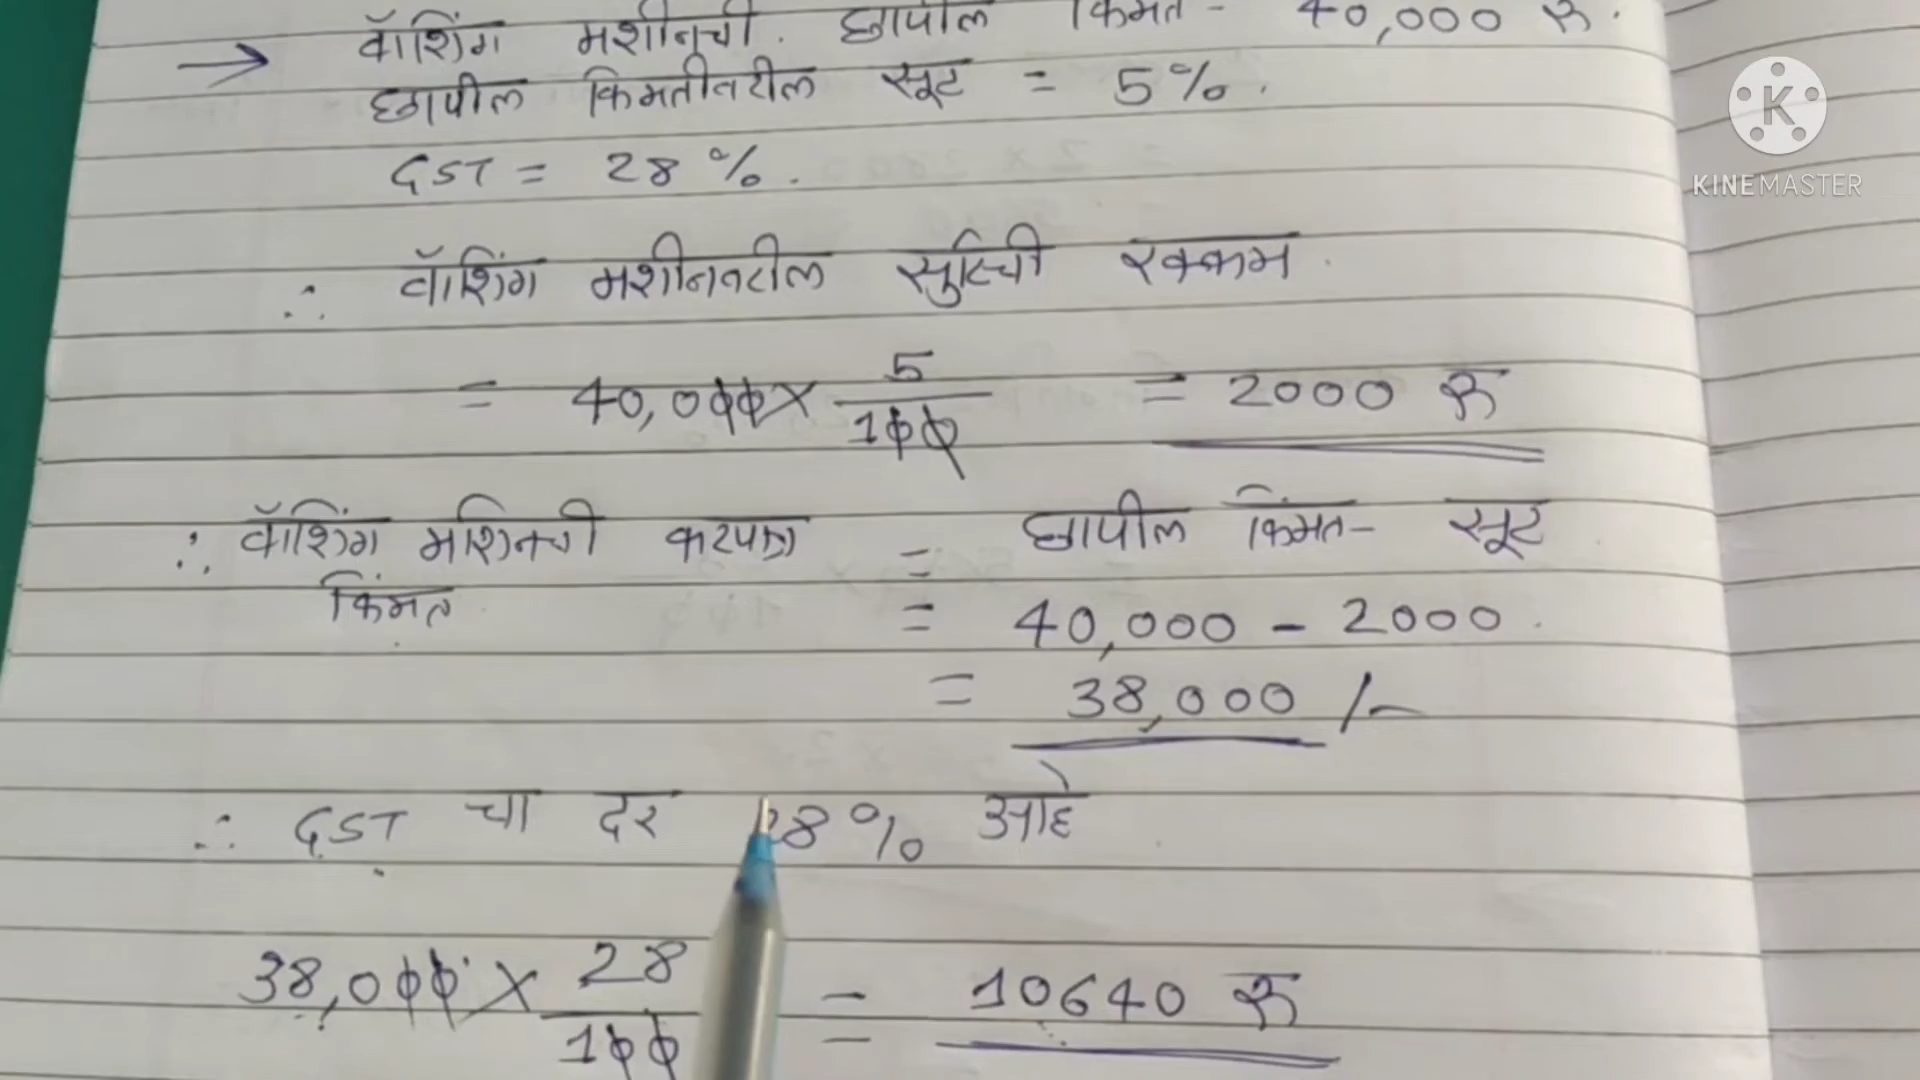 → वॉशिंग मशीनची छापील किंमत - 40,000 रु.
छापील किमतीवरील सूट = 5%.
GST = 28%.
∴ वॉशिंग मशीनवरील सुटिची रक्कम.
= 40,000 × 5/100 = 2000 रु
∴ वॉशिंग मशिनची करपात्र किंमत = छापील किंमत - सूट
= 40,000 - 2000.
= 38,000 /-
∴ GST चा दर 28% आहे
38,000 × 28/100 = 10640 रु
K
KINEMASTER